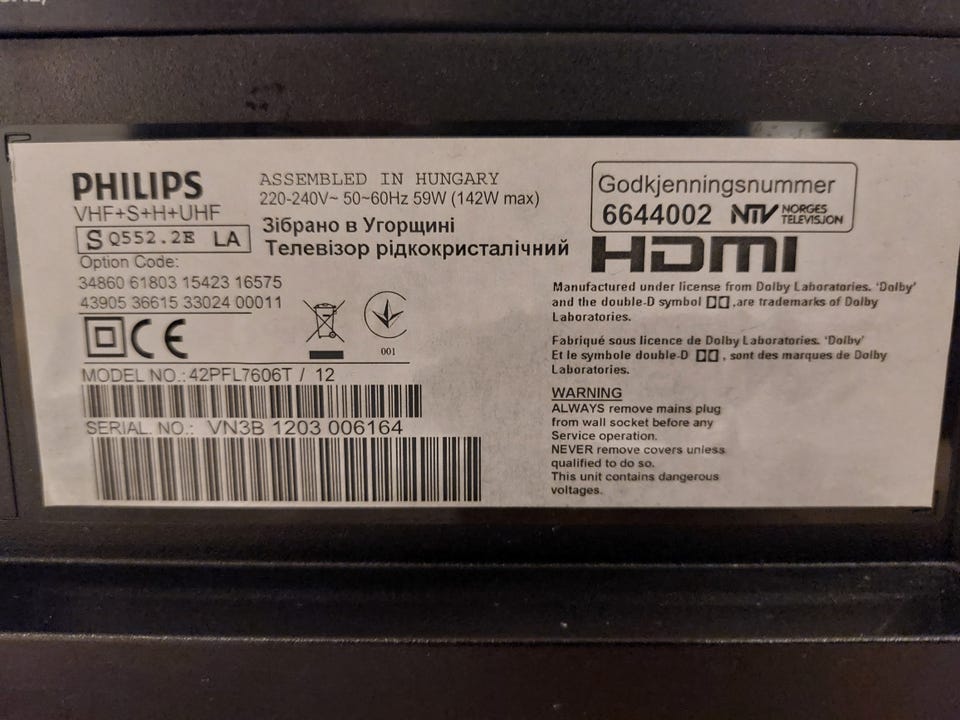 PHILIPS
VHF+S+H+UHF
S Q552.2E LA
Option Code:
34860 61803 15423 16575
43905 36615 33024 00011
CE
MODEL NO.: 42PFL7606T / 12
SERIAL. NO.: VN3B 1203 006164
ASSEMBLED IN HUNGARY
220-240V~ 50~60Hz 59W (142W max)
Зібрано в Угорщині
Телевізор рідкокристалічний
001
Godkjenningsnummer
6644002 NTV NORGES
TELEVISJON
HDMI
Manufactured under license from Dolby Laboratories. 'Dolby'
and the double-D symbol ,are trademarks of Dolby
Laboratories.
Fabriqué sous licence de Dolby Laboratories. 'Dolby'
Et le symbole double-D , sont des marques de Dolby
Laboratories.
WARNING
ALWAYS remove mains plug
from wall socket before any
Service operation.
NEVER remove covers unless
qualified to do so.
This unit contains dangerous
voltages.